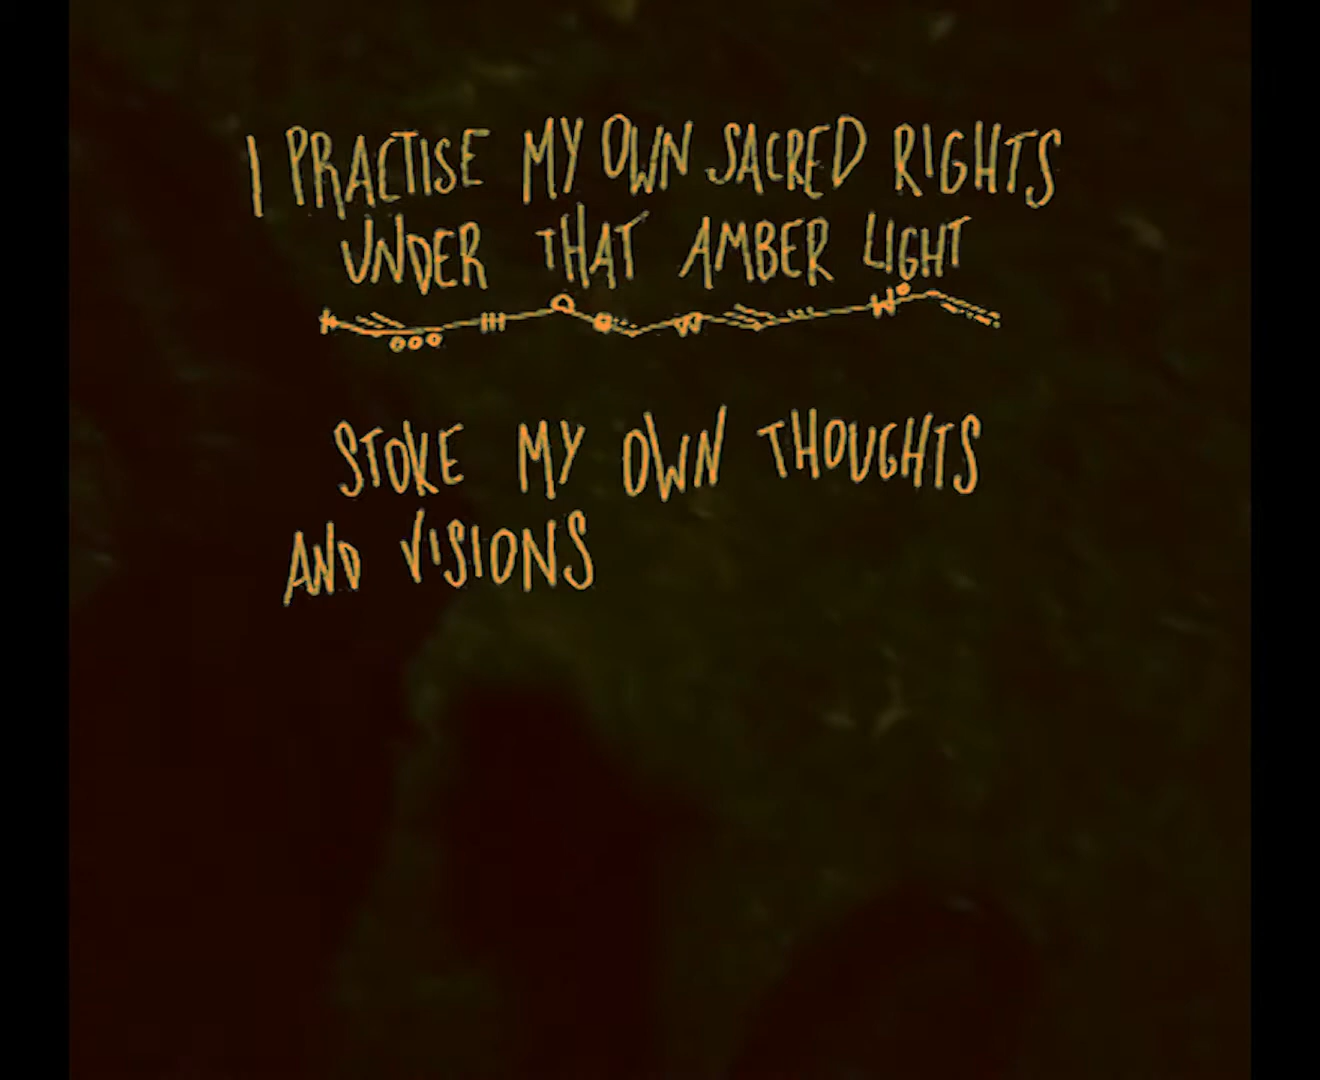 I PRACTISE MY OWN SACRED RIGHTS
UNDER THAT AMBER LIGHT
STOKE MY OWN THOUGHTS
AND VISIONS